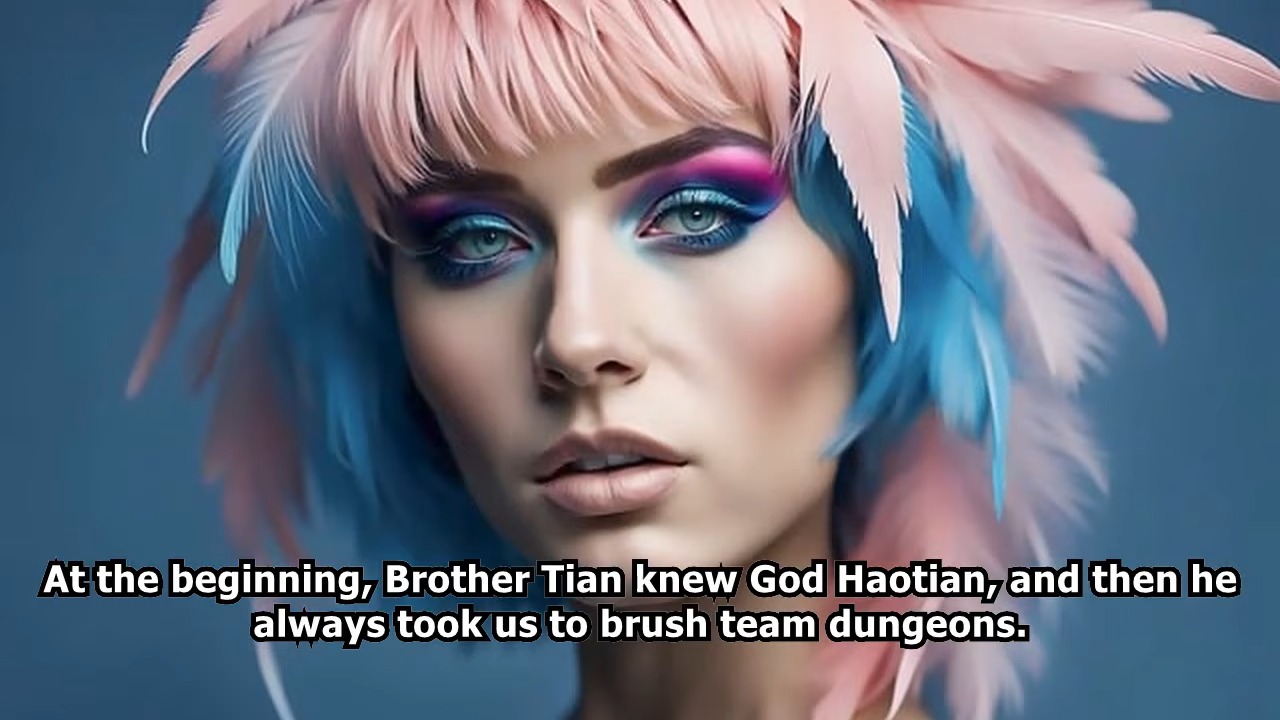 At the beginning, Brother Tian knew God Haotian, and then he
always took us to brush team dungeons.